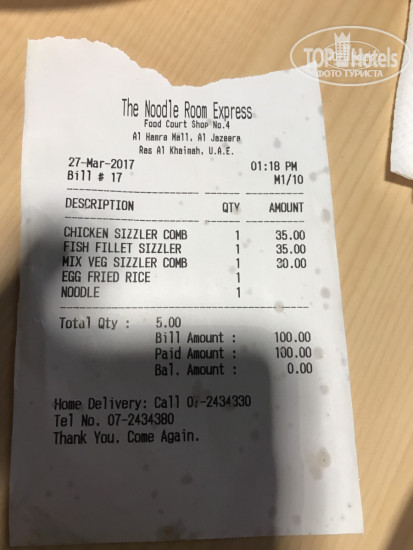 TOP Hotels
ФОТО ТУРИСТА
The Noodle Room Express
Food Court Shop No.4
Al Hamra Mall, Al Jazeera
Ras Al Khaimah, U.A.E.
27-Mar-2017 01:18 PM
Bill # 17 M1/10
DESCRIPTION QTY AMOUNT
CHICKEN SIZZLER COMB 1 35.00
FISH FILLET SIZZLER 1 35.00
MIX VEG SIZZLER COMB 1 30.00
EGG FRIED RICE 1
NOODLE 1
Total Qty : 5.00
Bill Amount : 100.00
Paid Amount : 100.00
Bal. Amount : 0.00
Home Delivery: Call 07-2434330
Tel No. 07-2434380
Thank You. Come Again.